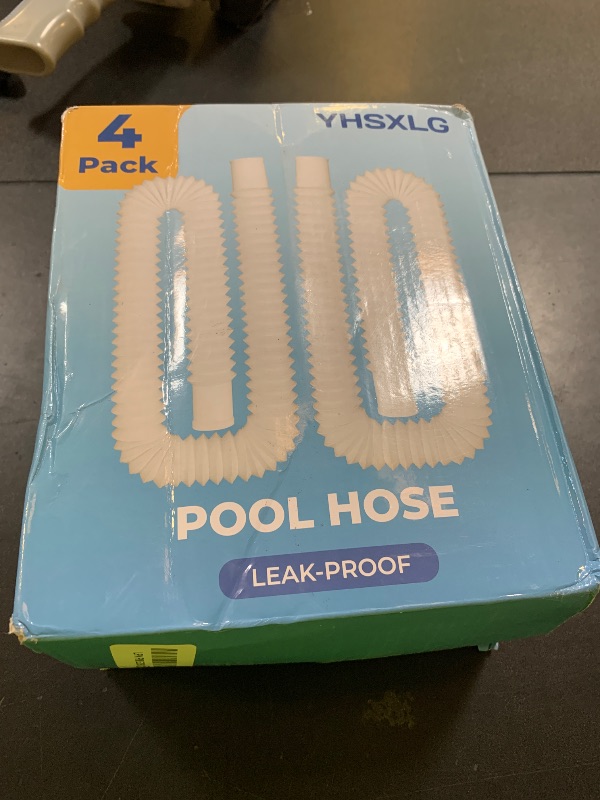 4
Pack
YHSXLG
POOL HOSE
LEAK-PROOF